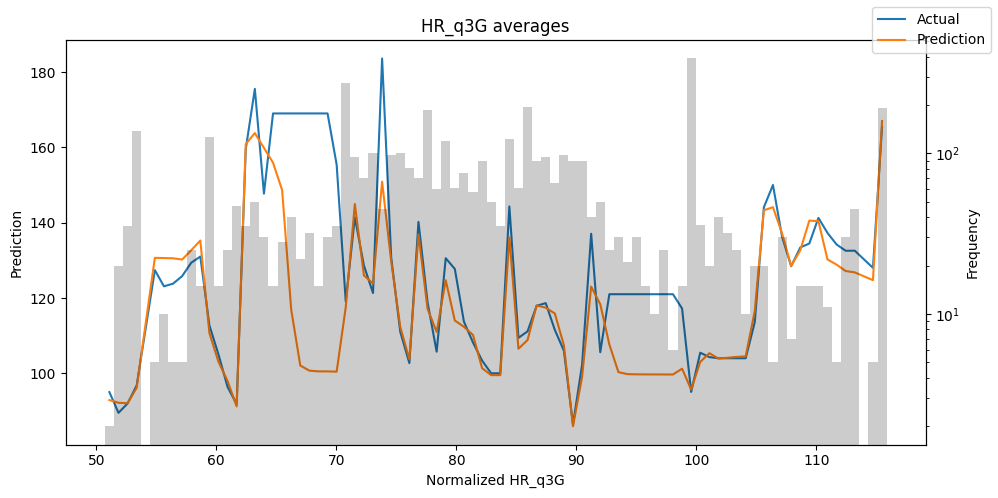 HR_q3G averages
Actual
Prediction
180
160
140
120
100
Prediction
10²
10¹
Frequency
50 60 70 80 90 100 110
Normalized HR_q3G